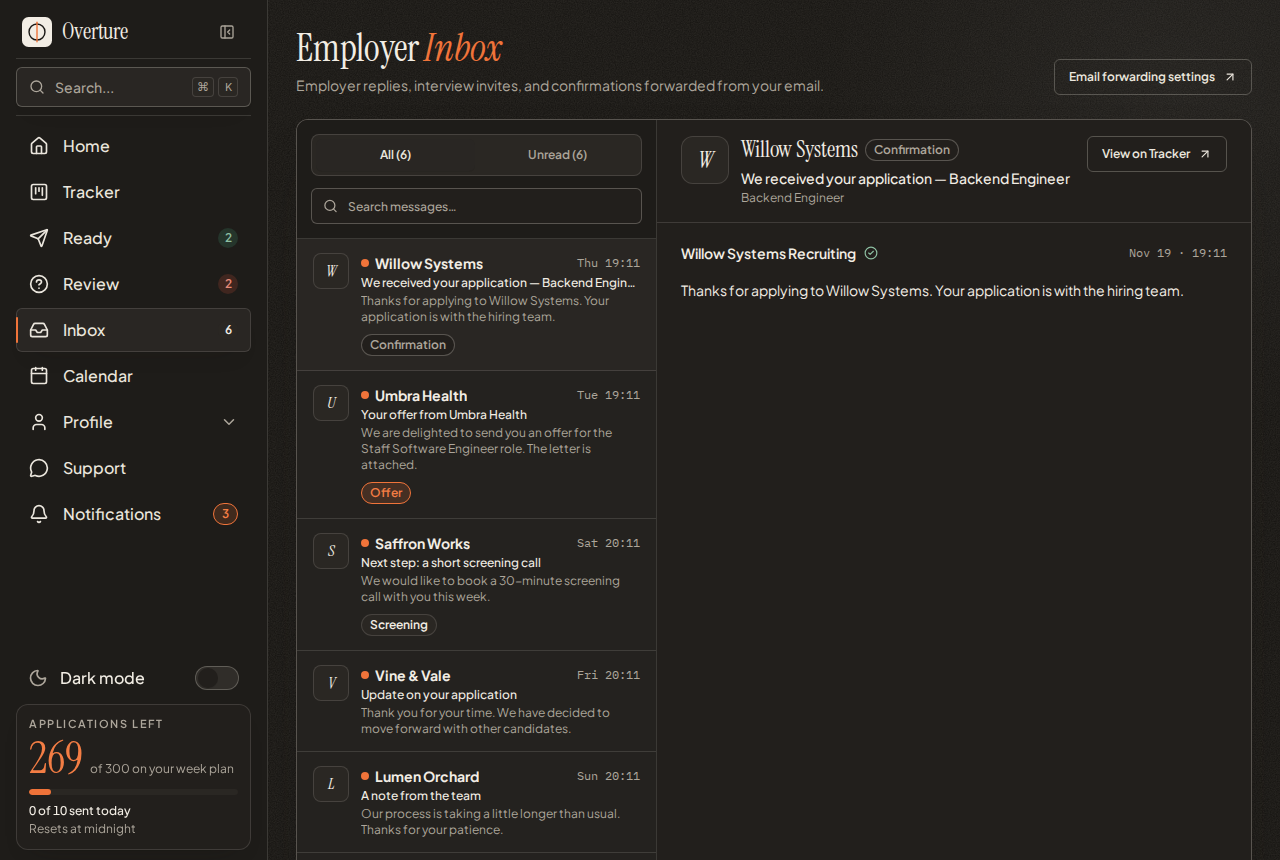 Overture
Search...
⌘ K
Home
Tracker
Ready 2
Review 2
Inbox 6
Calendar
Profile
Support
Notifications 3
Dark mode
APPLICATIONS LEFT
269 of 300 on your week plan
0 of 10 sent today
Resets at midnight
Employer Inbox
Employer replies, interview invites, and confirmations forwarded from your email.
Email forwarding settings
All (6)
Unread (6)
Search messages…
W
Willow Systems Thu 19:11
We received your application — Backend Engin…
Thanks for applying to Willow Systems. Your
application is with the hiring team.
Confirmation
U
Umbra Health Tue 19:11
Your offer from Umbra Health
We are delighted to send you an offer for the
Staff Software Engineer role. The letter is
attached.
Offer
S
Saffron Works Sat 20:11
Next step: a short screening call
We would like to book a 30-minute screening
call with you this week.
Screening
V
Vine & Vale Fri 20:11
Update on your application
Thank you for your time. We have decided to
move forward with other candidates.
L
Lumen Orchard Sun 20:11
A note from the team
Our process is taking a little longer than usual.
Thanks for your patience.
W
Willow Systems Confirmation
We received your application — Backend Engineer
Backend Engineer
View on Tracker
Willow Systems Recruiting Nov 19 · 19:11
Thanks for applying to Willow Systems. Your application is with the hiring team.